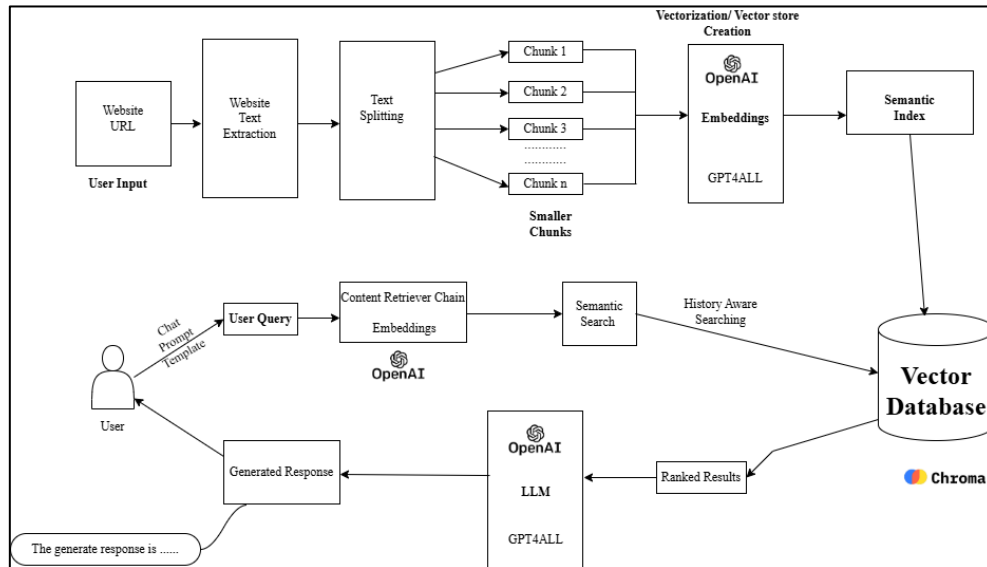 Vectorization/ Vector store
Creation
Website
URL
User Input
Website
Text
Extraction
Text
Splitting
Chunk 1
Chunk 2
Chunk 3
............
............
Chunk n
Smaller
Chunks
OpenAI
Embeddings
GPT4ALL
Semantic
Index
User
Chat
Prompt
Template
User Query
Content Retriever Chain
Embeddings
OpenAI
Semantic
Search
History Aware
Searching
Vector
Database
Chroma
Ranked Results
OpenAI
LLM
GPT4ALL
Generated Response
The generate response is ......